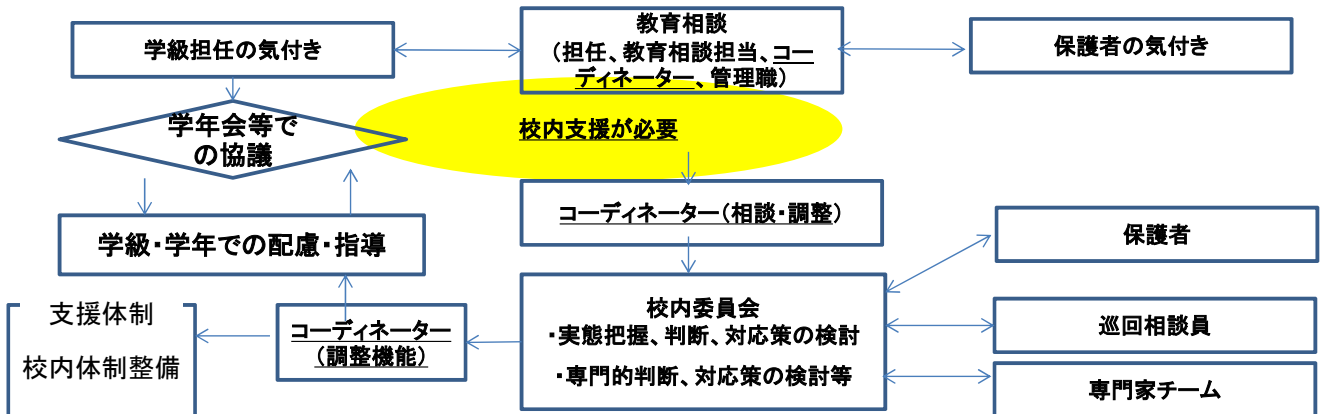 学級担任の気付き
教育相談
(担任、教育相談担当、コー
ディネーター、管理職)
保護者の気付き
学年会等で
の協議
校内支援が必要
コーディネーター(相談・調整)
学級・学年での配慮・指導
保護者
支援体制
校内体制整備
コーディネーター
(調整機能)
校内委員会
・実態把握、判断、対応策の検討
・専門的判断、対応策の検討等
巡回相談員
専門家チーム